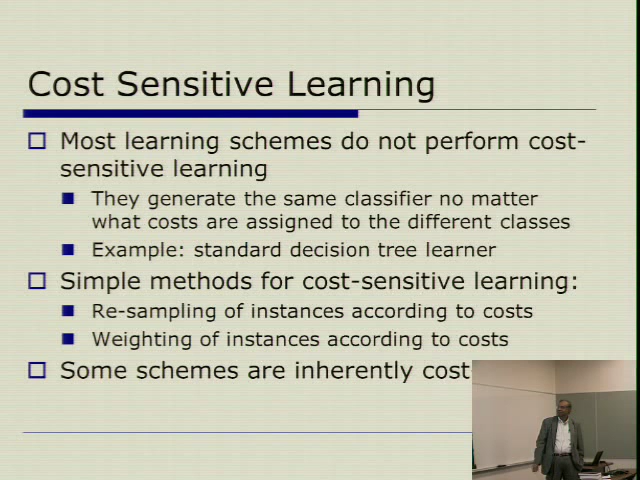 Cost Sensitive Learning
Most learning schemes do not perform cost-
sensitive learning
They generate the same classifier no matter
what costs are assigned to the different classes
Example: standard decision tree learner
Simple methods for cost-sensitive learning:
Re-sampling of instances according to costs
Weighting of instances according to costs
Some schemes are inherently cost